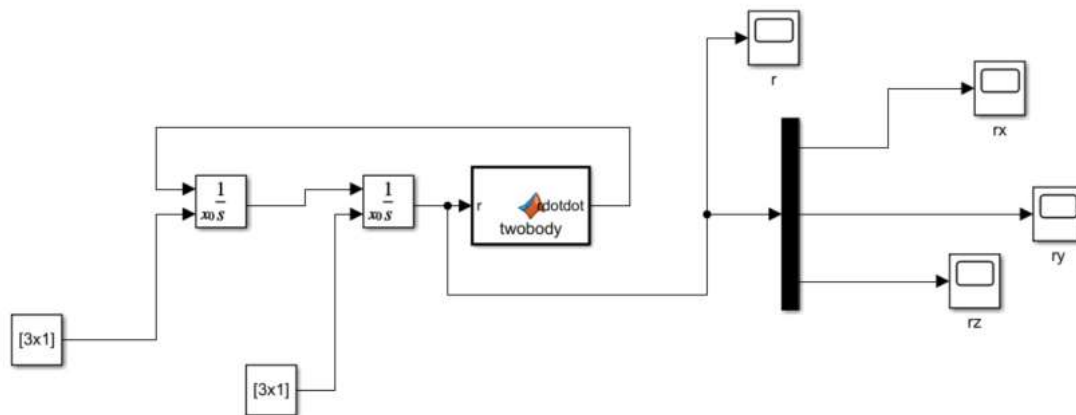 r
rx
1
s
x₀
1
s
x₀
r
rdotdot
twobody
ry
rz
[3x1]
[3x1]